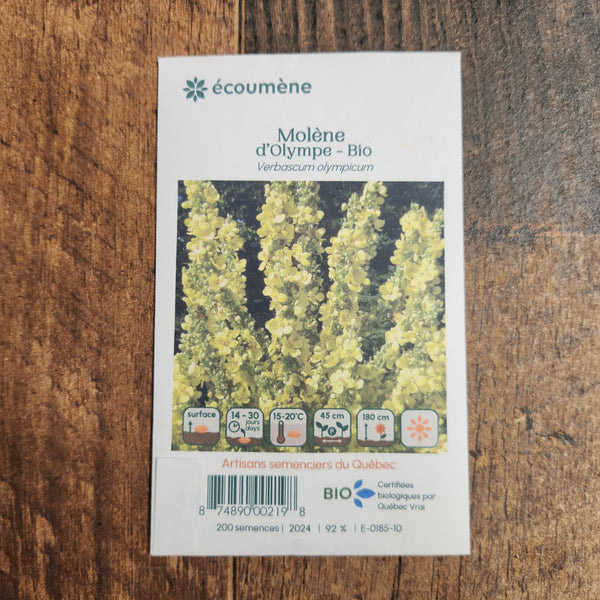 écoumène
Molène
d'Olympe - Bio
Verbascum olympicum
surface
14 - 30
jours
days
15-20°C
45 cm
P
180 cm
Artisans semenciers du Québec
8 74890 00219 8
BIO
Certifiées
biologiques par
Québec Vrai
200 semences | 2024 | 92 % | E-0185-10